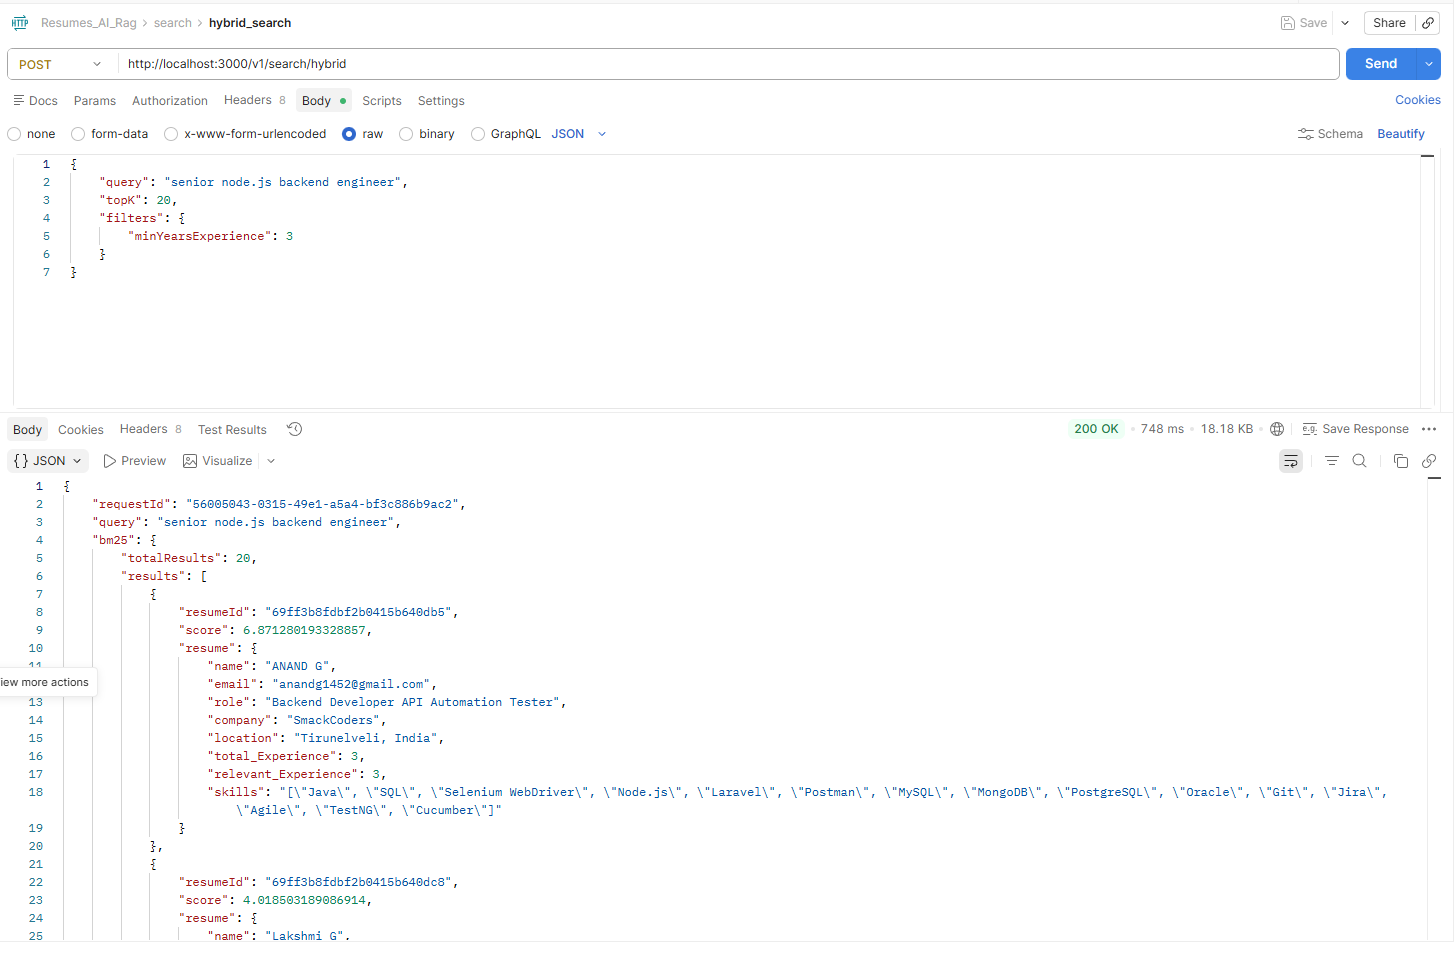 HTTP Resumes_AI_Rag > search > hybrid_search Save Share
POST http://localhost:3000/v1/search/hybrid Send
Docs Params Authorization Headers 8 Body Scripts Settings Cookies
none form-data x-www-form-urlencoded raw binary GraphQL JSON Schema Beautify
1 {
2 "query": "senior node.js backend engineer",
3 "topK": 20,
4 "filters": {
5 "minYearsExperience": 3
6 }
7 }
Body Cookies Headers 8 Test Results 200 OK • 748 ms • 18.18 KB • e.g. Save Response
{} JSON Preview Visualize
1 {
2 "requestId": "56005043-0315-49e1-a5a4-bf3c886b9ac2",
3 "query": "senior node.js backend engineer",
4 "bm25": {
5 "totalResults": 20,
6 "results": [
7 {
8 "resumeId": "69ff3b8fdbf2b0415b640db5",
9 "score": 6.871280193328857,
10 "resume": {
11 "name": "ANAND G",
iew more actions "email": "anandg1452@gmail.com",
13 "role": "Backend Developer API Automation Tester",
14 "company": "SmackCoders",
15 "location": "Tirunelveli, India",
16 "total_Experience": 3,
17 "relevant_Experience": 3,
18 "skills": "[\"Java\", \"SQL\", \"Selenium WebDriver\", \"Node.js\", \"Laravel\", \"Postman\", \"MySQL\", \"MongoDB\", \"PostgreSQL\", \"Oracle\", \"Git\", \"Jira\",
\"Agile\", \"TestNG\", \"Cucumber\"]"
19 }
20 },
21 {
22 "resumeId": "69ff3b8fdbf2b0415b640dc8",
23 "score": 4.018503189086914,
24 "resume": {
25 "name": "Lakshmi G",